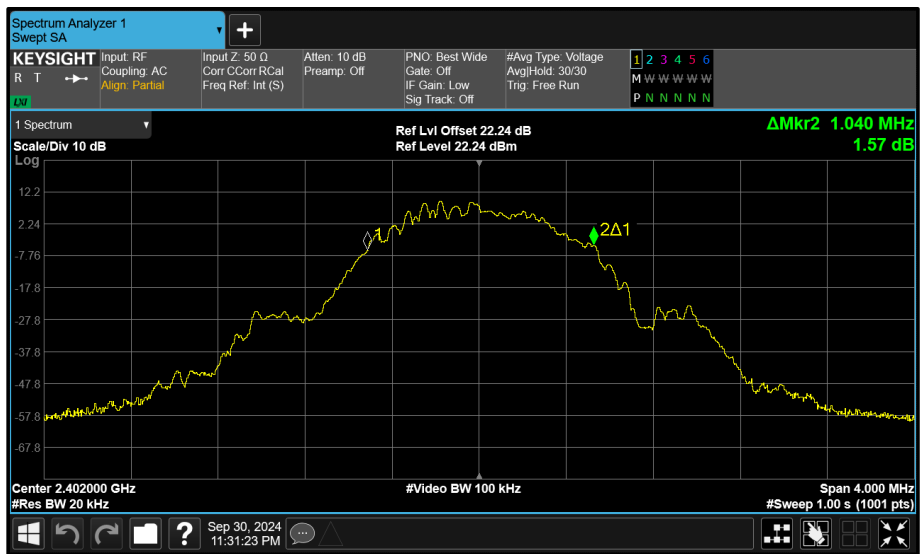 Spectrum Analyzer 1
Swept SA
+
KEYSIGHT
R T
LXI
Input: RF
Coupling: AC
Align: Partial
Input Z: 50 Ω
Corr CCorr RCal
Freq Ref: Int (S)
Atten: 10 dB
Preamp: Off
PNO: Best Wide
Gate: Off
IF Gain: Low
Sig Track: Off
#Avg Type: Voltage
Avg|Hold: 30/30
Trig: Free Run
1 2 3 4 5 6
M W W W W W
P N N N N N
1 Spectrum
Scale/Div 10 dB
Log
Ref Lvl Offset 22.24 dB
Ref Level 22.24 dBm
ΔMkr2 1.040 MHz
1.57 dB
12.2
2.24
-7.76
-17.8
-27.8
-37.8
-47.8
-57.8
-67.8
1
2Δ1
Center 2.402000 GHz
#Video BW 100 kHz
Span 4.000 MHz
#Res BW 20 kHz
#Sweep 1.00 s (1001 pts)
?
Sep 30, 2024
11:31:23 PM